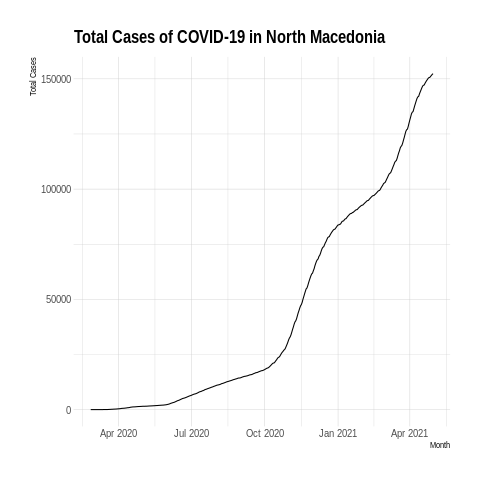 Total Cases of COVID-19 in North Macedonia
Total Cases
150000
100000
50000
0
Apr 2020 Jul 2020 Oct 2020 Jan 2021 Apr 2021
Month